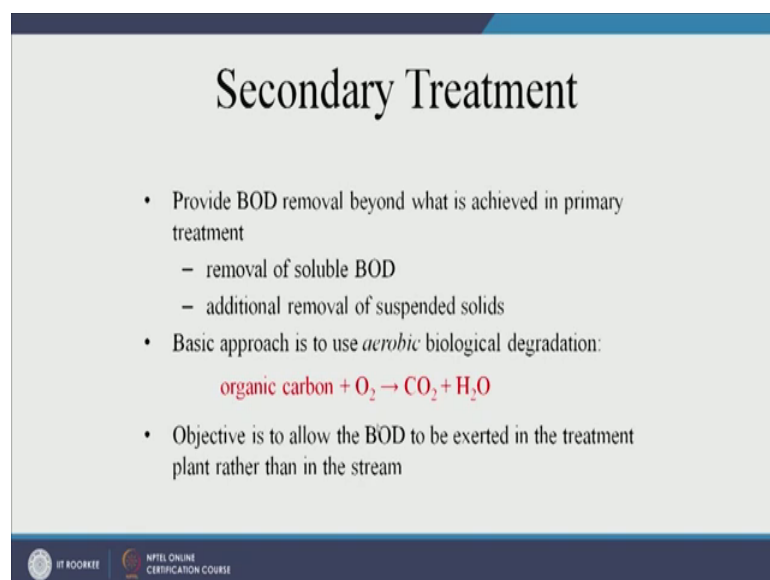 Secondary Treatment
• Provide BOD removal beyond what is achieved in primary
treatment
– removal of soluble BOD
– additional removal of suspended solids
• Basic approach is to use aerobic biological degradation:
organic carbon + O₂ → CO₂ + H₂O
• Objective is to allow the BOD to be exerted in the treatment
plant rather than in the stream
IIT ROORKEE
NPTEL ONLINE
CERTIFICATION COURSE